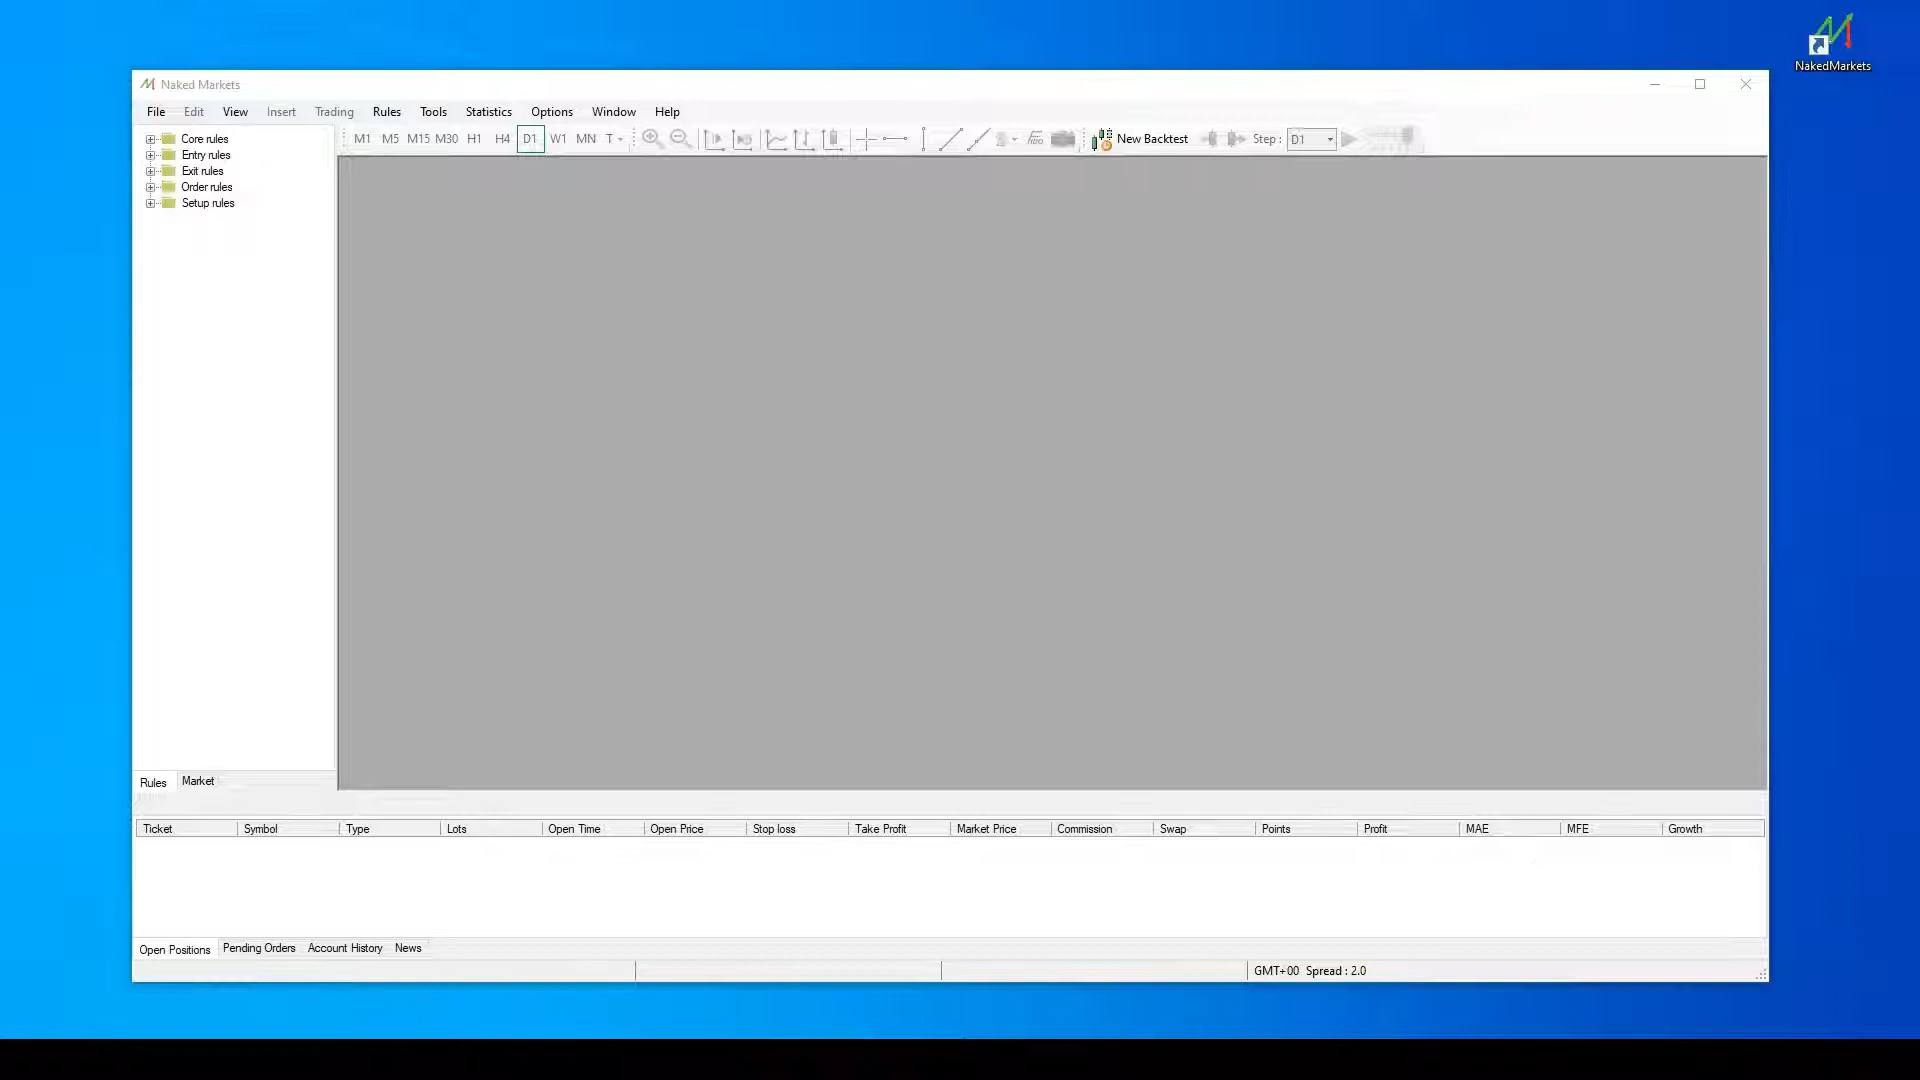 NakedMarkets
Naked Markets
File Edit View Insert Trading Rules Tools Statistics Options Window Help
M1 M5 M15 M30 H1 H4 D1 W1 MN T New Backtest Step : D1
Core rules
Entry rules
Exit rules
Order rules
Setup rules
Rules Market
Ticket Symbol Type Lots Open Time Open Price Stop loss Take Profit Market Price Commission Swap Points Profit MAE MFE Growth
Open Positions Pending Orders Account History News
GMT+00 Spread : 2.0